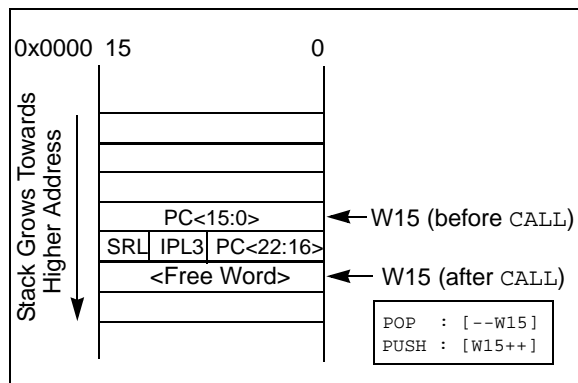 0x0000 15 0
Stack Grows Towards
Higher Address
PC<15:0>
W15 (before CALL)
SRL IPL3 PC<22:16>
<Free Word>
W15 (after CALL)
POP : [--W15]
PUSH : [W15++]